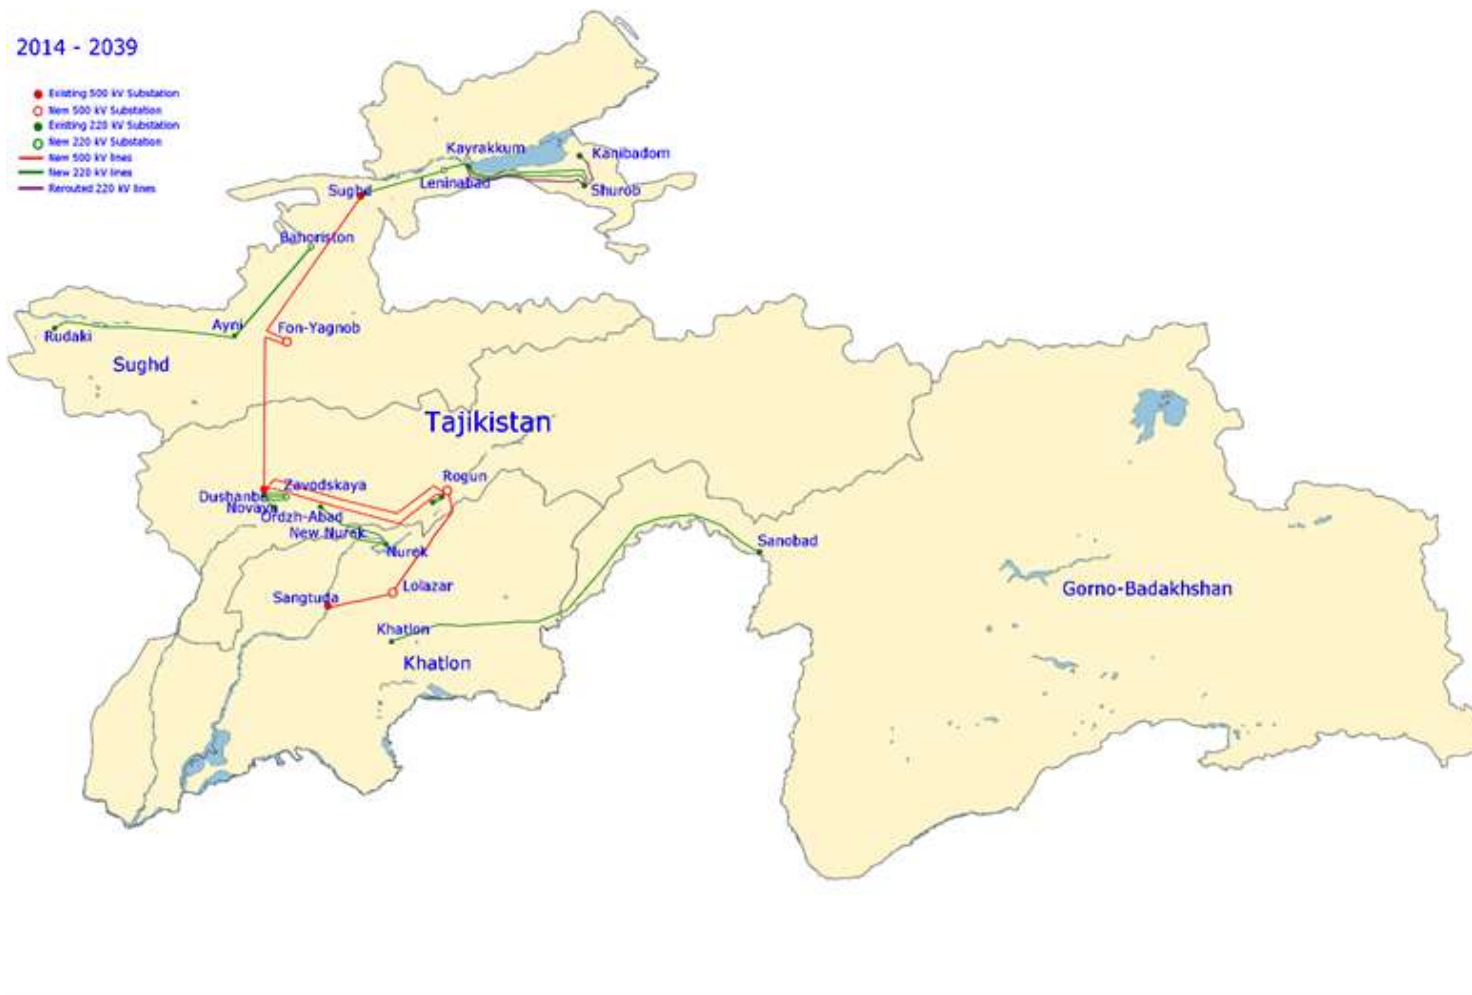 2014 - 2039
Existing 500 kV Substation
New 500 kV Substation
Existing 220 kV Substation
New 220 kV Substation
New 500 kV lines
New 220 kV lines
Rerouted 220 kV lines
Kayrakkum
Kanibadom
Leninabad
Sughd
Shurob
Bahoriston
Ayni
Fon-Yagnob
Rudaki
Sughd
Tajikistan
Rogun
Zavodskaya
Dushanbe
Novaya
Ordzh-Abad
New Nurek
Nurek
Sanobad
Lolazar
Gorno-Badakhshan
Sangtuda
Khatlon
Khatlon